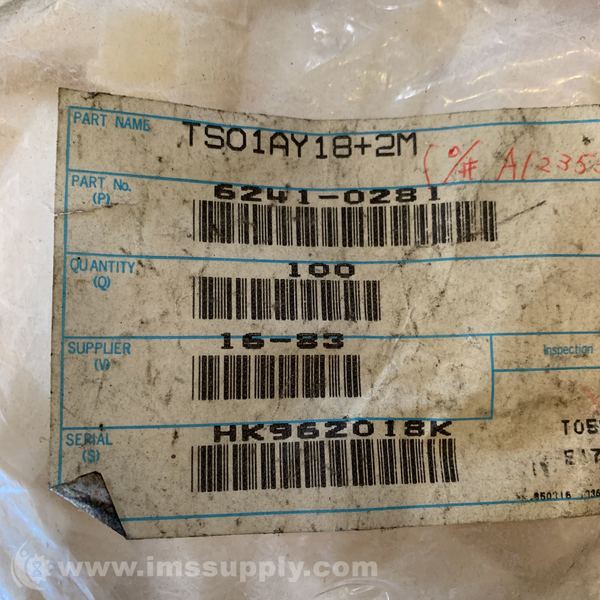 PART NAME TS01AY18+2M
(%# A1235
PART No. 6241-0281
(P)
QUANTITY 100
(Q)
SUPPLIER 16-83
(V)
Inspection
SERIAL HK962018K
(S)
www.imssupply.com